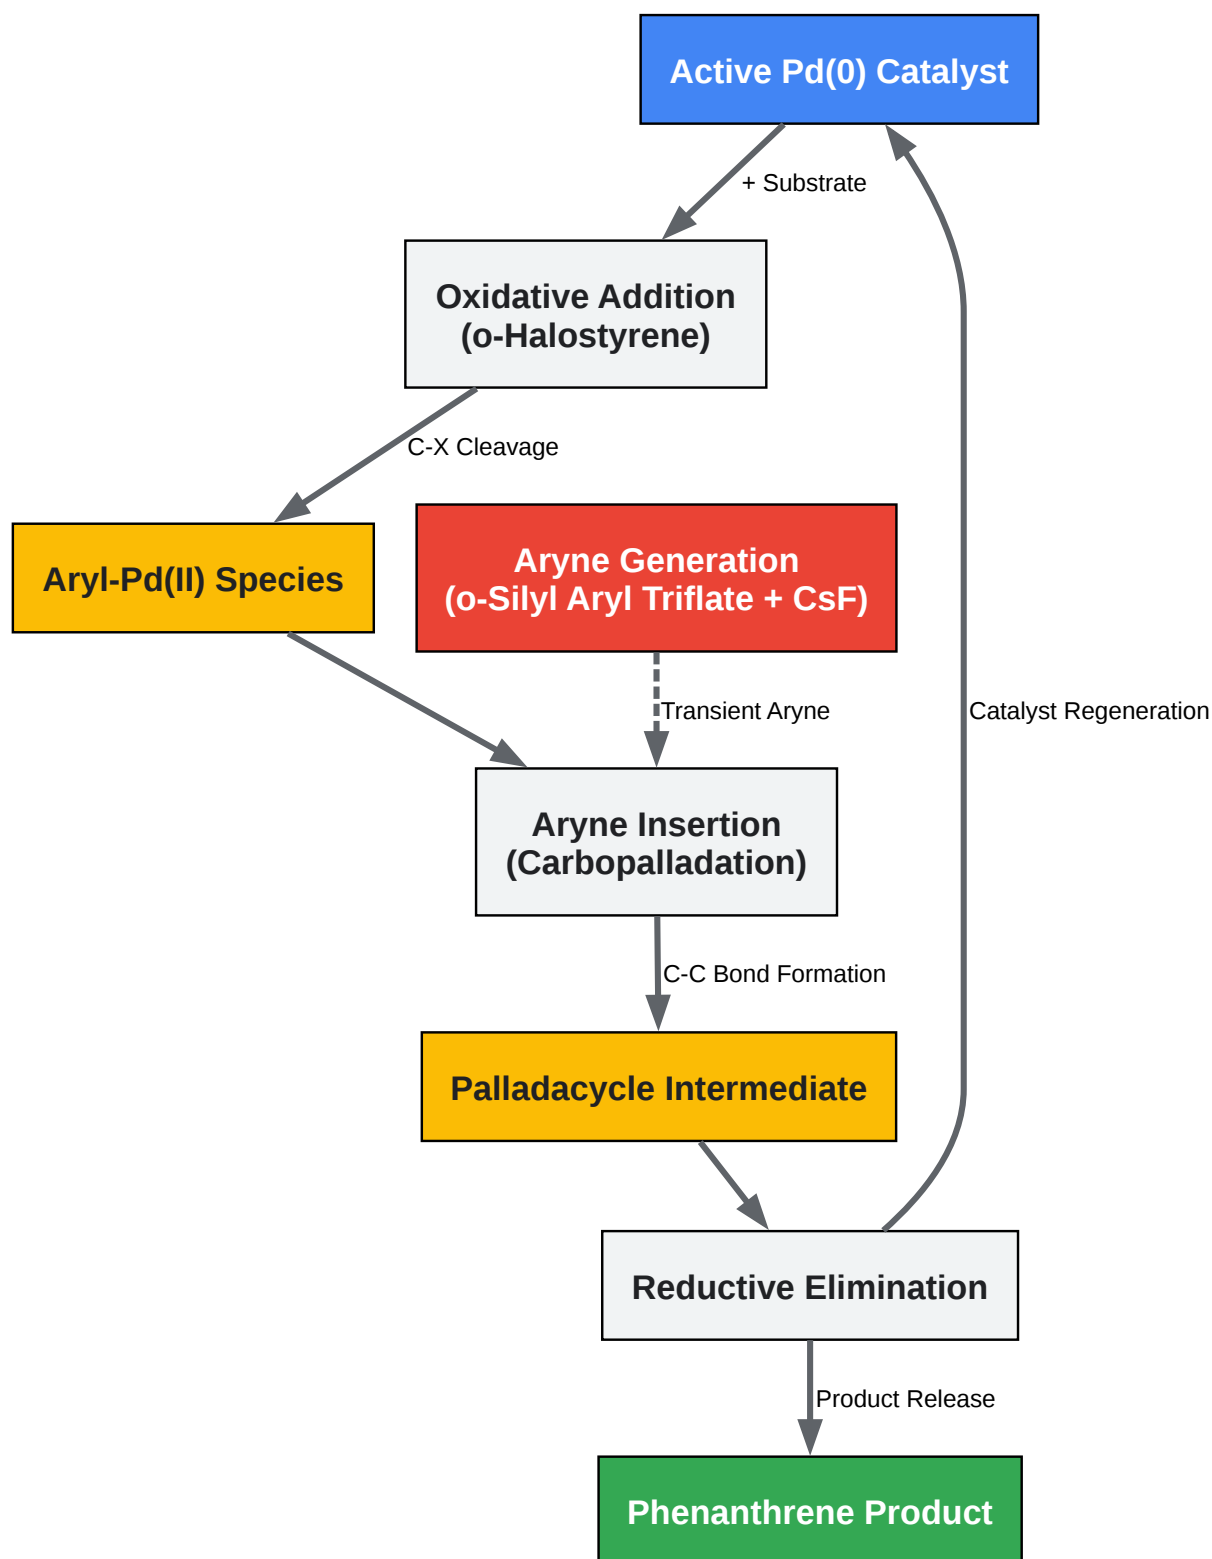 Active Pd(0) Catalyst
+ Substrate
Oxidative Addition
(o-Halostyrene)
C-X Cleavage
Aryl-Pd(II) Species
Aryne Generation
(o-Silyl Aryl Triflate + CsF)
Transient Aryne
Catalyst Regeneration
Aryne Insertion
(Carbopalladation)
C-C Bond Formation
Palladacycle Intermediate
Reductive Elimination
Product Release
Phenanthrene Product